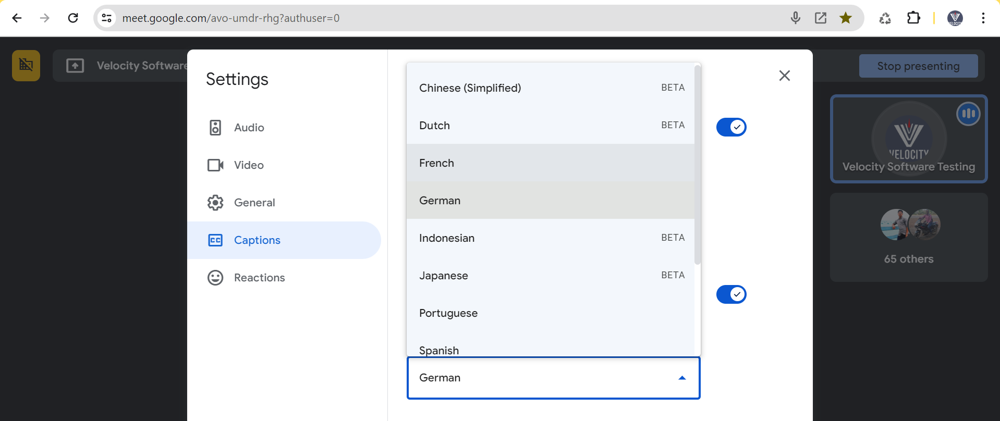 meet.google.com/avo-umdr-rhg?authuser=0
Velocity Software
Stop presenting
Settings
Audio
Video
General
Captions
Reactions
Chinese (Simplified) BETA
Dutch BETA
French
German
Indonesian BETA
Japanese BETA
Portuguese
Spanish
German
VELOCITY
Velocity Software Testing
65 others